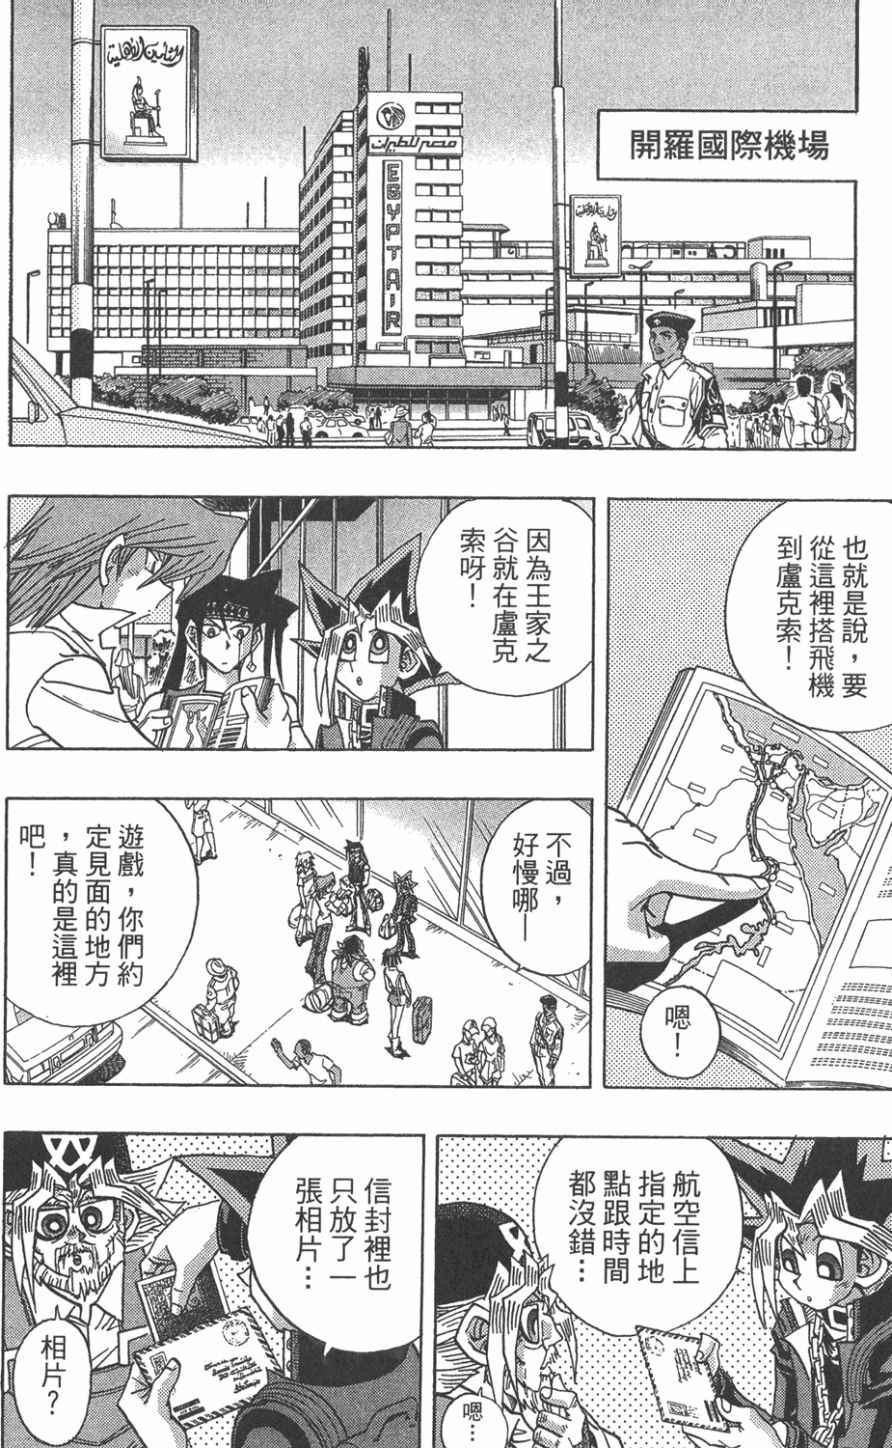 開羅國際機場
EGYPTAIR
مصر للطيران
也就是說，要
從這裡搭飛機
到盧克索！
因為王家之
谷就在盧克
索呀！
嗯！
不過，
好慢哪—
遊戲，你們約
定見面的地方
，真的是這裡
吧！
航空信上
指定的地
點跟時間
都沒錯…
嗯…
信封裡也
只放了一
張相片…
相片？